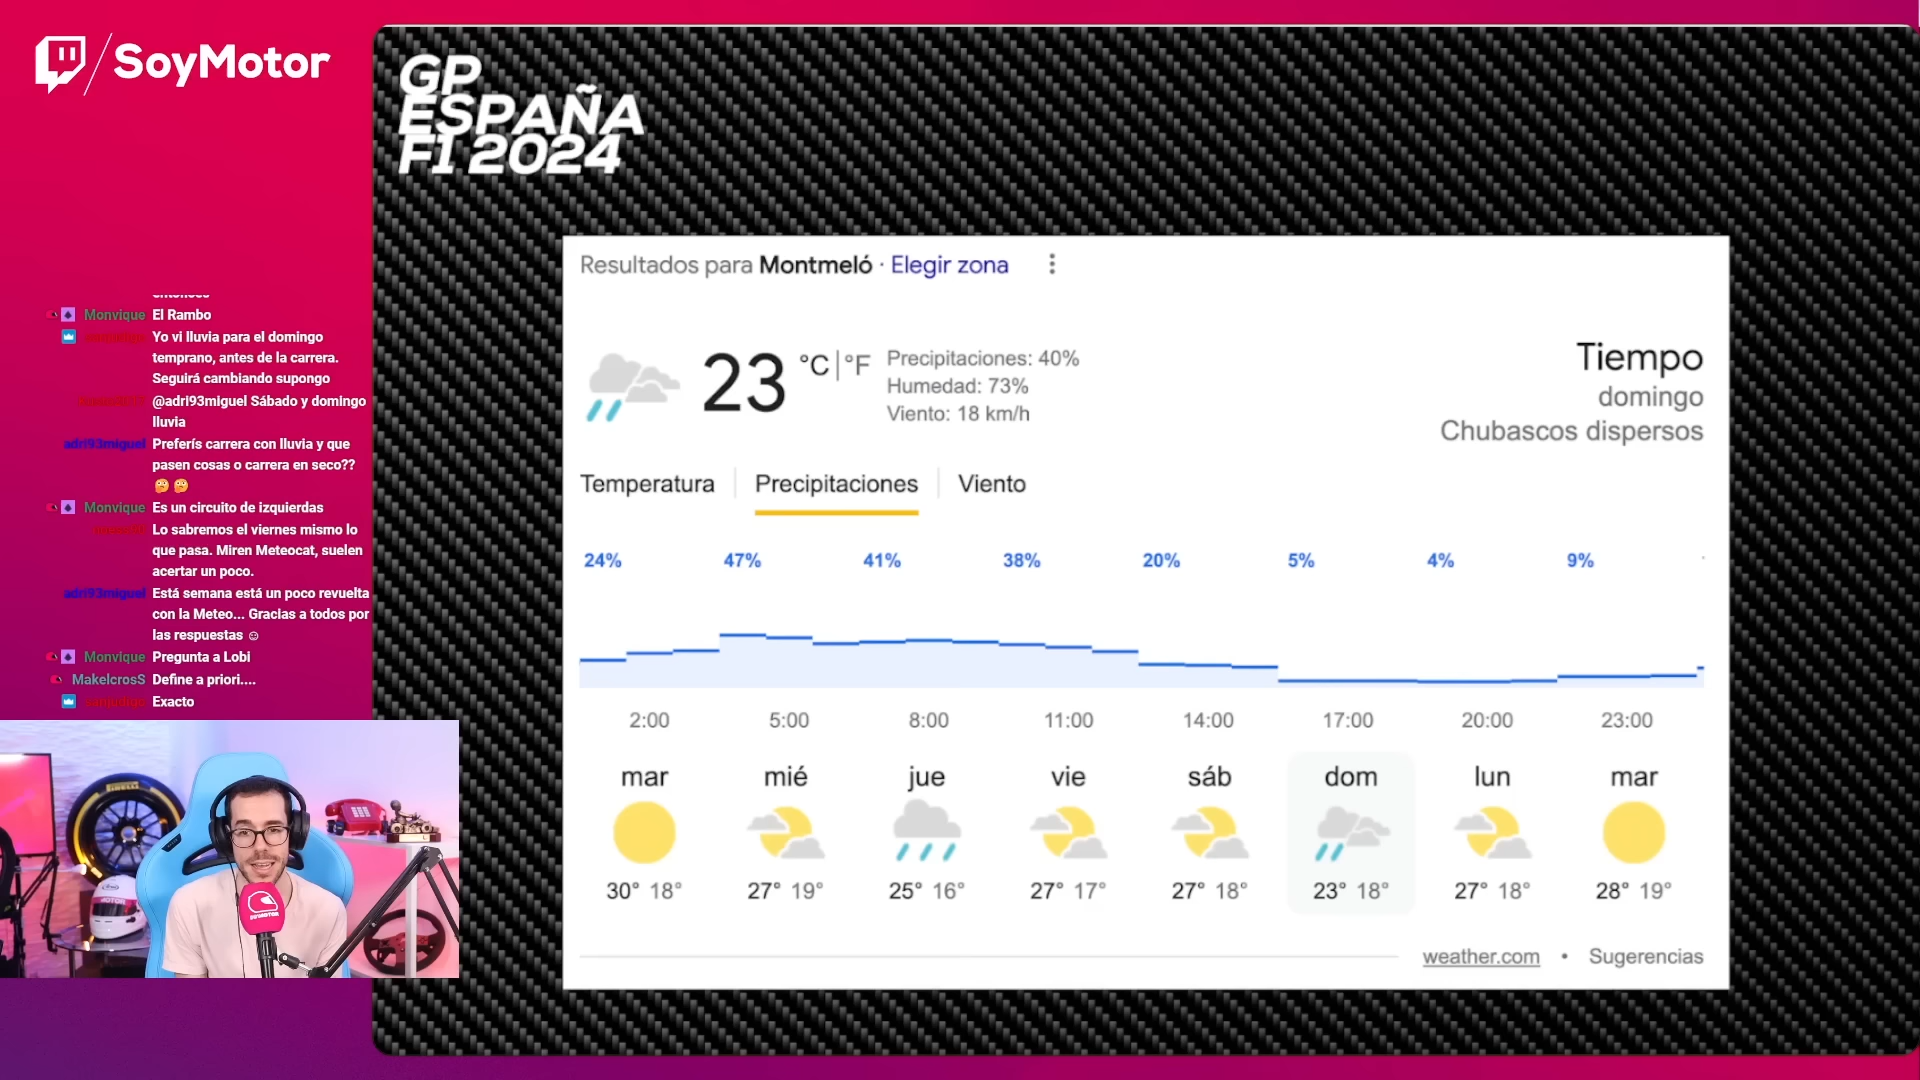 SoyMotor
GP
ESPAÑA
F1 2024
Monvique El Rambo
Yo vi lluvia para el domingo
temprano, antes de la carrera.
Seguirá cambiando supongo
@adri93miguel Sábado y domingo
lluvia
adri93miguel Preferís carrera con lluvia y que
pasen cosas o carrera en seco??
Monvique Es un circuito de izquierdas
Lo sabremos el viernes mismo lo
que pasa. Miren Meteocat, suelen
acertar un poco.
adri93miguel Está semana está un poco revuelta
con la Meteo... Gracias a todos por
las respuestas
Monvique Pregunta a Lobi
MakelcrosS Define a priori....
Exacto
Resultados para Montmeló · Elegir zona
23 °C | °F
Precipitaciones: 40%
Humedad: 73%
Viento: 18 km/h
Tiempo
domingo
Chubascos dispersos
Temperatura Precipitaciones Viento
24% 47% 41% 38% 20% 5% 4% 9%
2:00 5:00 8:00 11:00 14:00 17:00 20:00 23:00
mar mié jue vie sáb dom lun mar
30° 18° 27° 19° 25° 16° 27° 17° 27° 18° 23° 18° 27° 18° 28° 19°
weather.com • Sugerencias